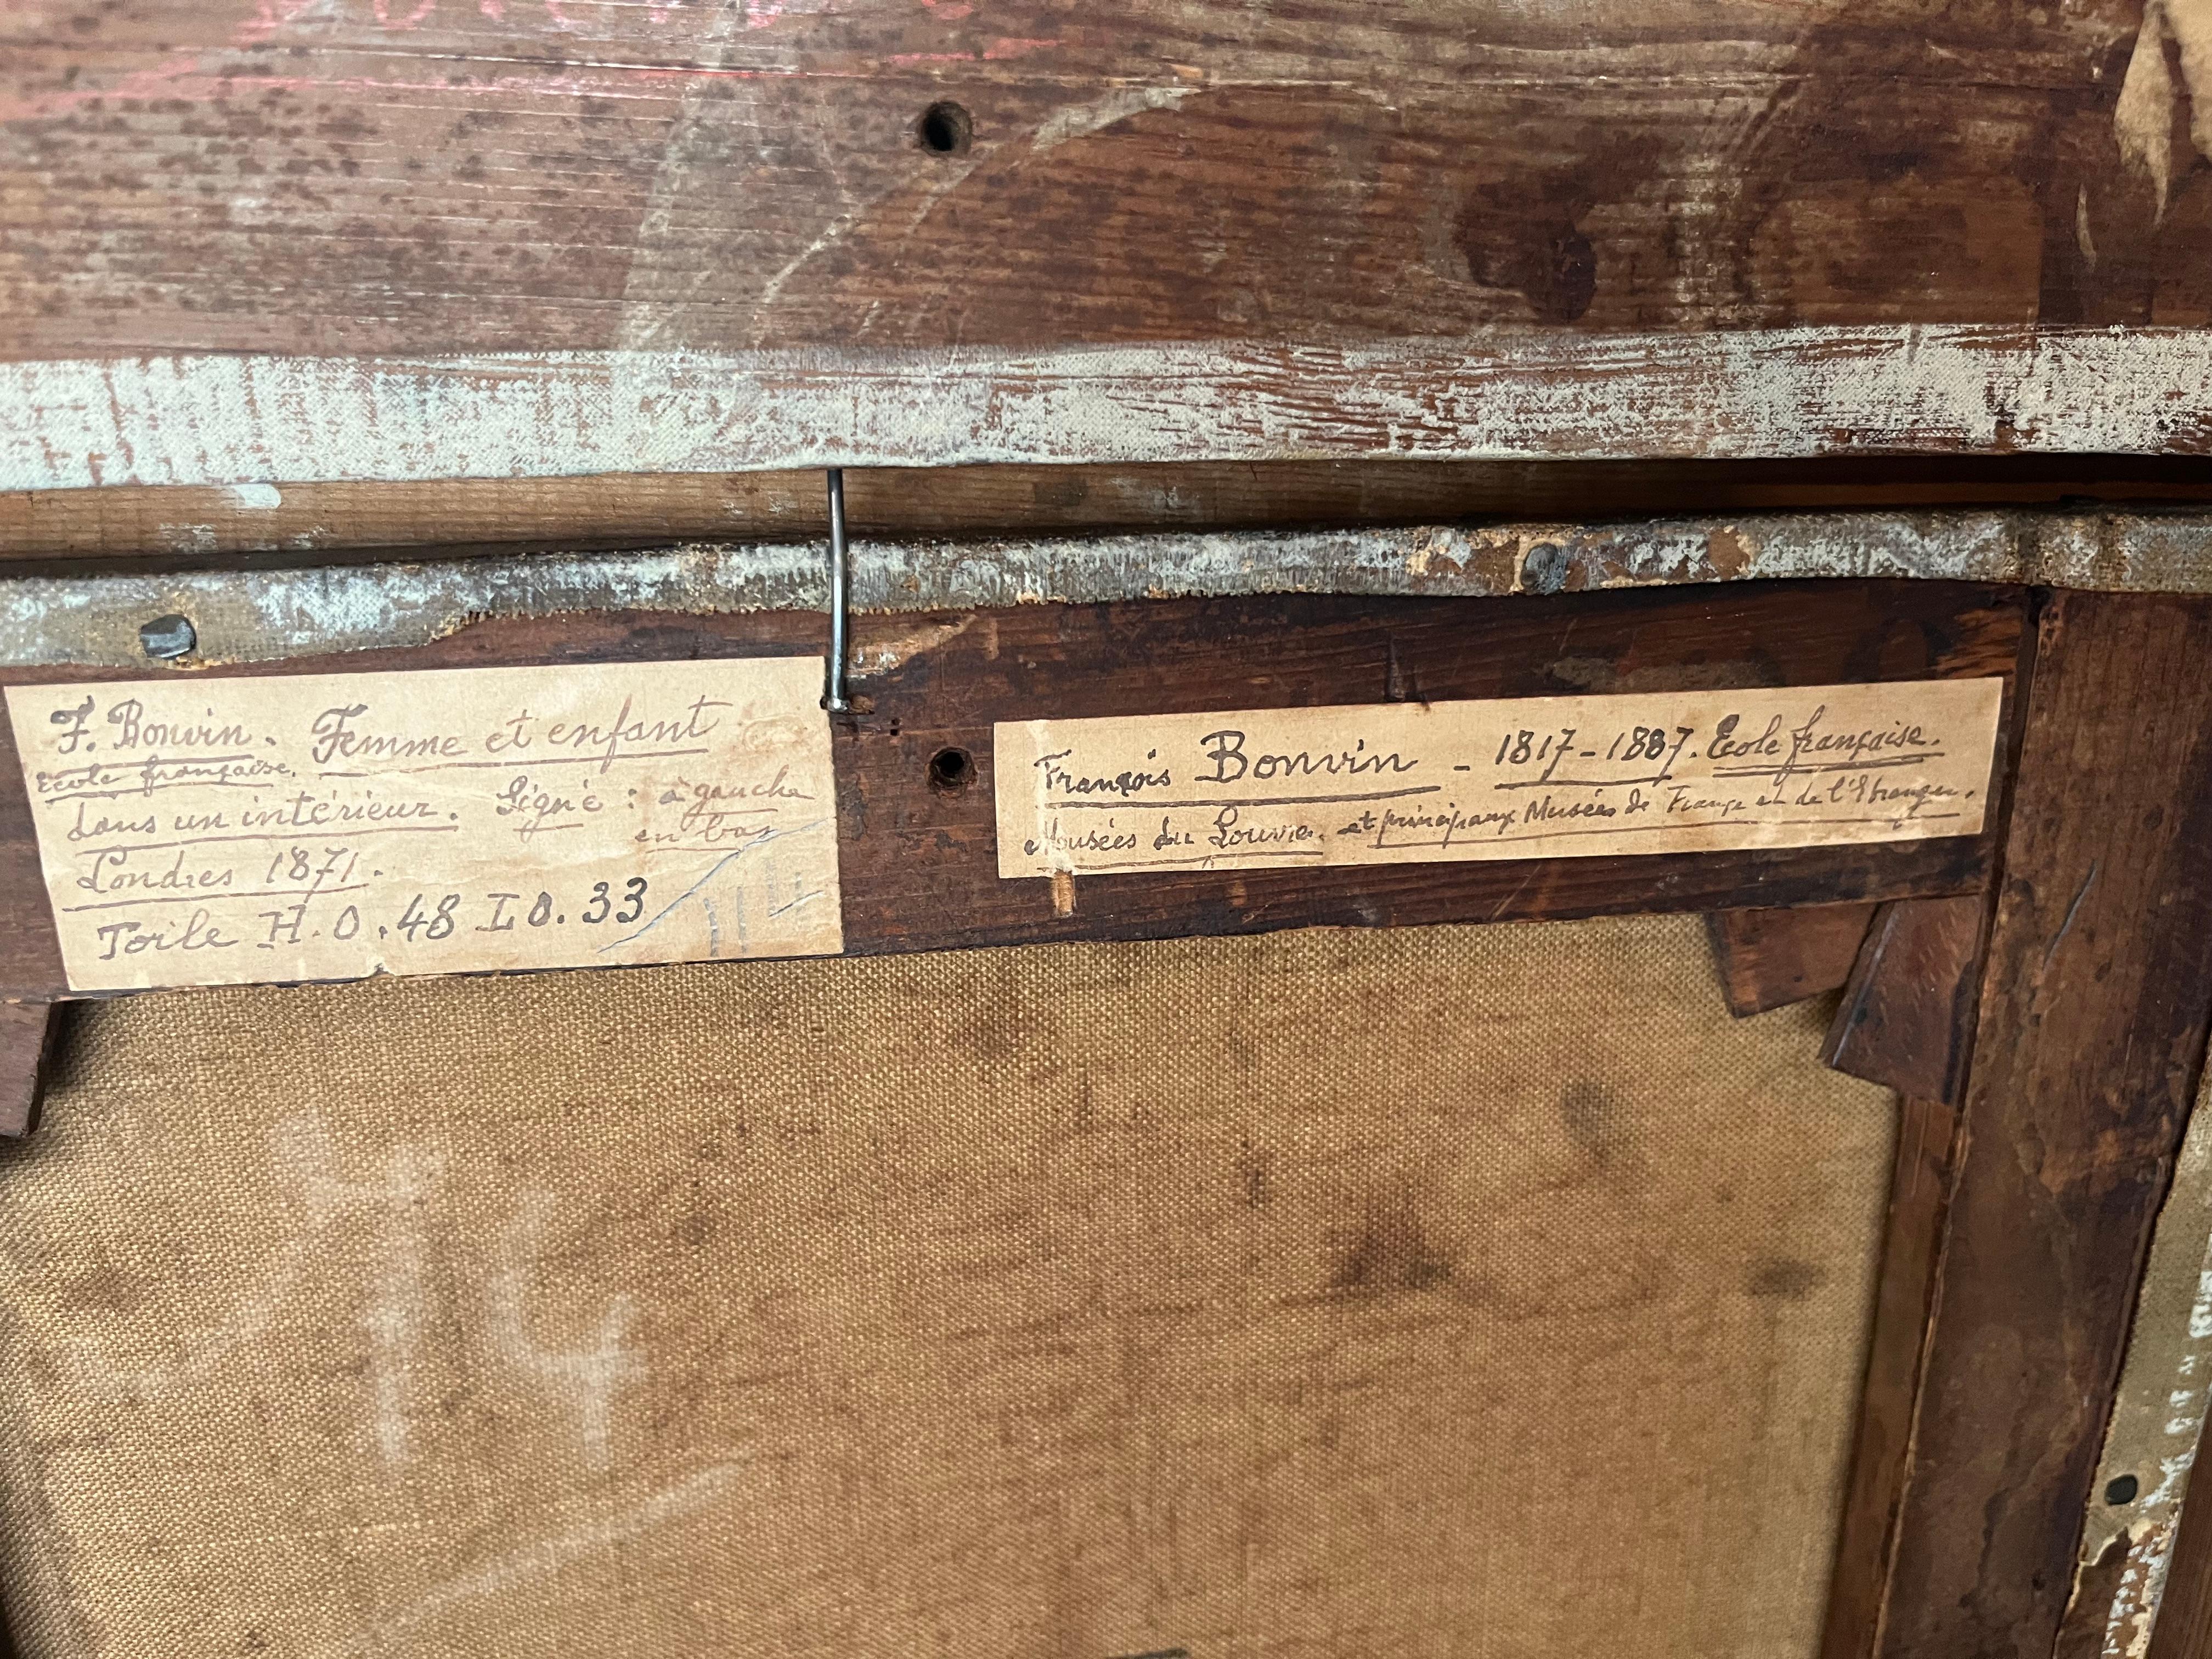 F. Bonvin. Femme et enfant
Ecole française.
dans un intérieur. Signé : à gauche
en bas
Londres 1871.
Toile H. 0. 48 L 0. 33
François Bonvin - 1817-1887. Ecole française.
Musées du Louvre. et principaux Musées de France et de l'Etranger.